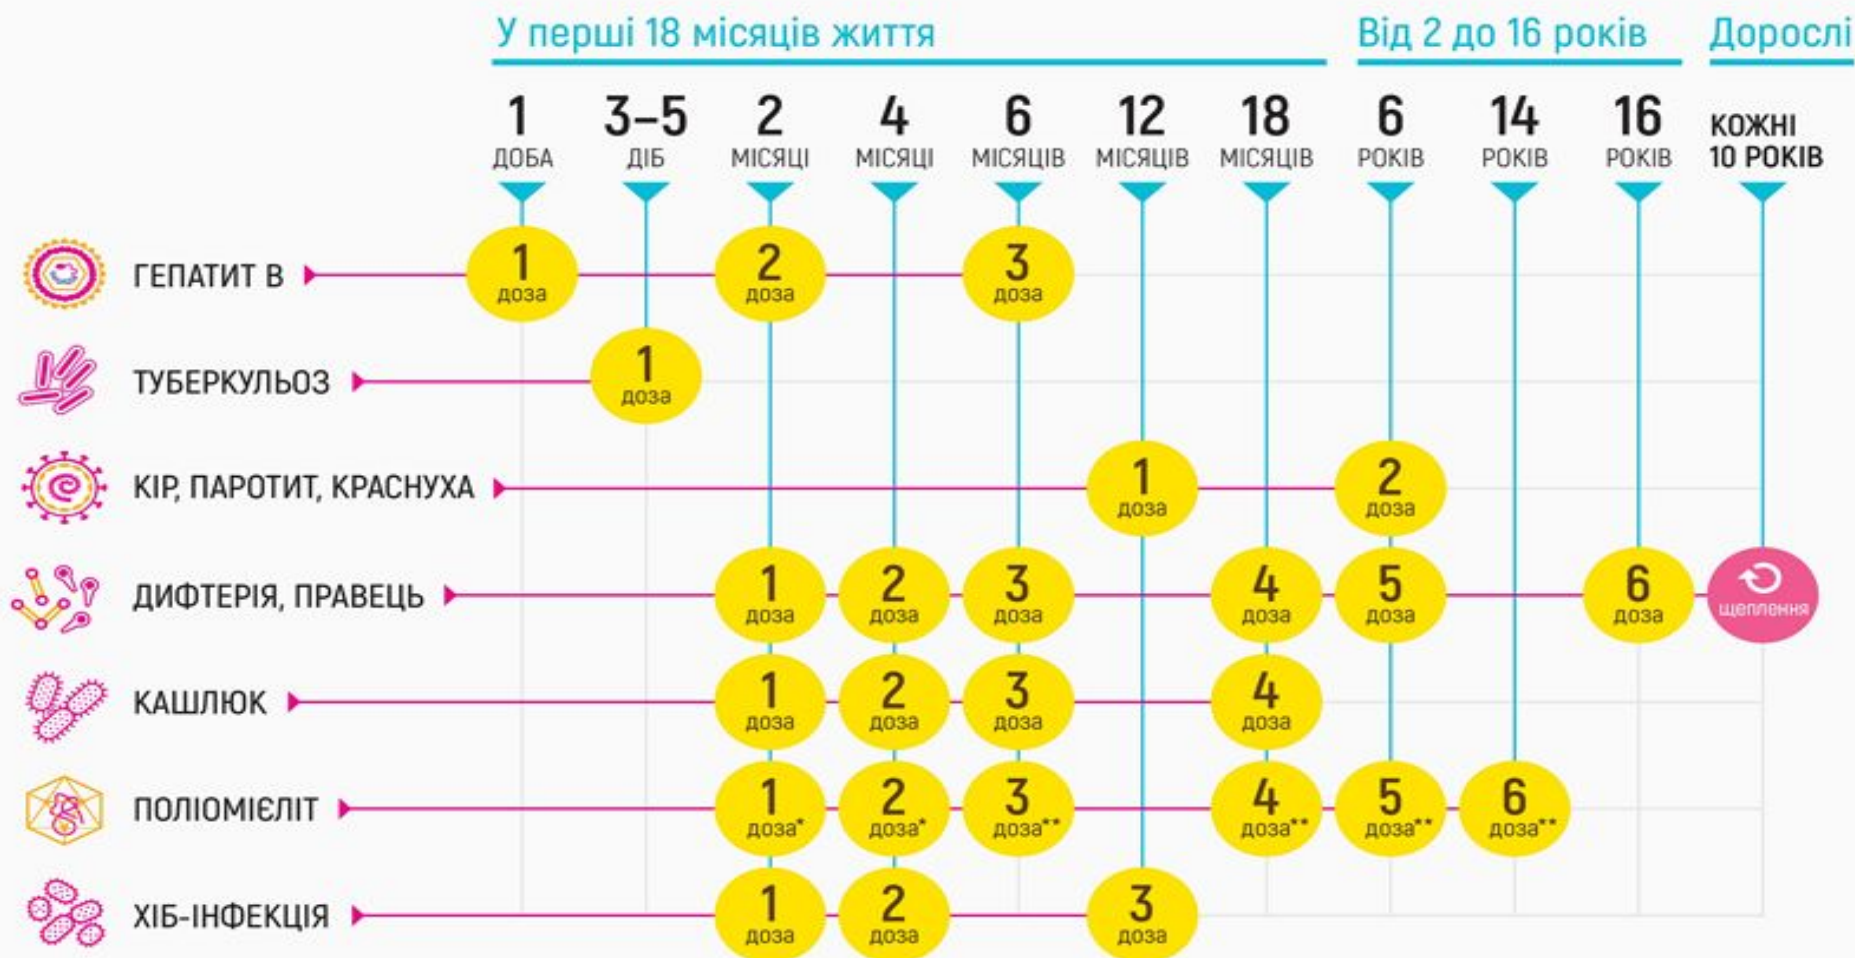 У перші 18 місяців життя
Від 2 до 16 років
Дорослі
1
ДОБА
3–5
ДІБ
2
МІСЯЦІ
4
МІСЯЦІ
6
МІСЯЦІВ
12
МІСЯЦІВ
18
МІСЯЦІВ
6
РОКІВ
14
РОКІВ
16
РОКІВ
КОЖНІ
10 РОКІВ
ГЕПАТИТ В
1
доза
2
доза
3
доза
ТУБЕРКУЛЬОЗ
1
доза
КІР, ПАРОТИТ, КРАСНУХА
1
доза
2
доза
ДИФТЕРІЯ, ПРАВЕЦЬ
1
доза
2
доза
3
доза
4
доза
5
доза
6
доза
щеплення
КАШЛЮК
1
доза
2
доза
3
доза
4
доза
ПОЛІОМІЄЛІТ
1
доза*
2
доза*
3
доза**
4
доза**
5
доза**
6
доза**
ХІБ-ІНФЕКЦІЯ
1
доза
2
доза
3
доза